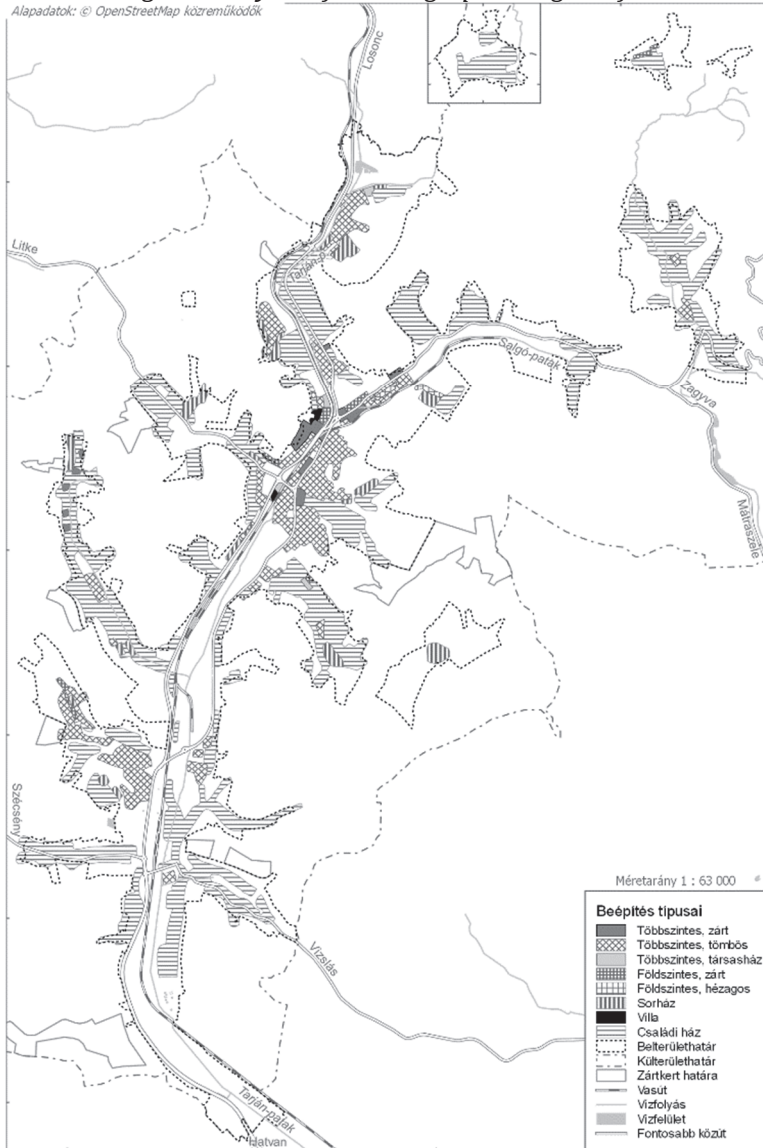 Alapadatok: © OpenStreetMap közreműködők
Losonc
Litke
Tarján-p
Salgó-patak
Zagyva
Mátraszele
Szécsény
Vizslás
Tarján-patak
Hatvan
Méretarány 1 : 63 000
Beépítés típusai
Többszintes, zárt
Többszintes, tömbös
Többszintes, társasház
Földszintes, zárt
Földszintes, hézagos
Sorház
Villa
Családi ház
Belterülethatár
Külterülethatár
Zártkert határa
Vasút
Vízfolyás
Vízfelület
Fontosabb közút